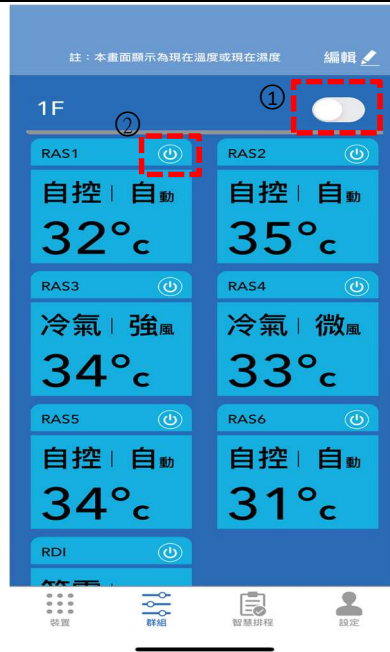 註：本畫面顯示為現在溫度或現在濕度
編輯
1F
①
②
RAS1
RAS2
自控 | 自動
自控 | 自動
32°c
35°c
RAS3
RAS4
冷氣 | 強風
冷氣 | 微風
34°c
33°c
RAS5
RAS6
自控 | 自動
自控 | 自動
34°c
31°c
RDI
裝置
群組
智慧排程
設定